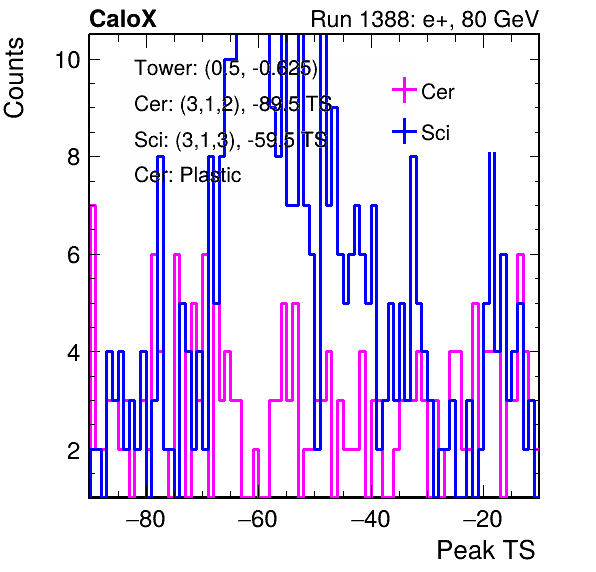 CaloX Run 1388: e+, 80 GeV
Counts
10
8
6
4
2
Tower: (0.5, -0.625)
Cer: (3,1,2), -89.5 TS
Sci: (3,1,3), -59.5 TS
Cer: Plastic
Cer
Sci
−80 −60 −40 −20
Peak TS